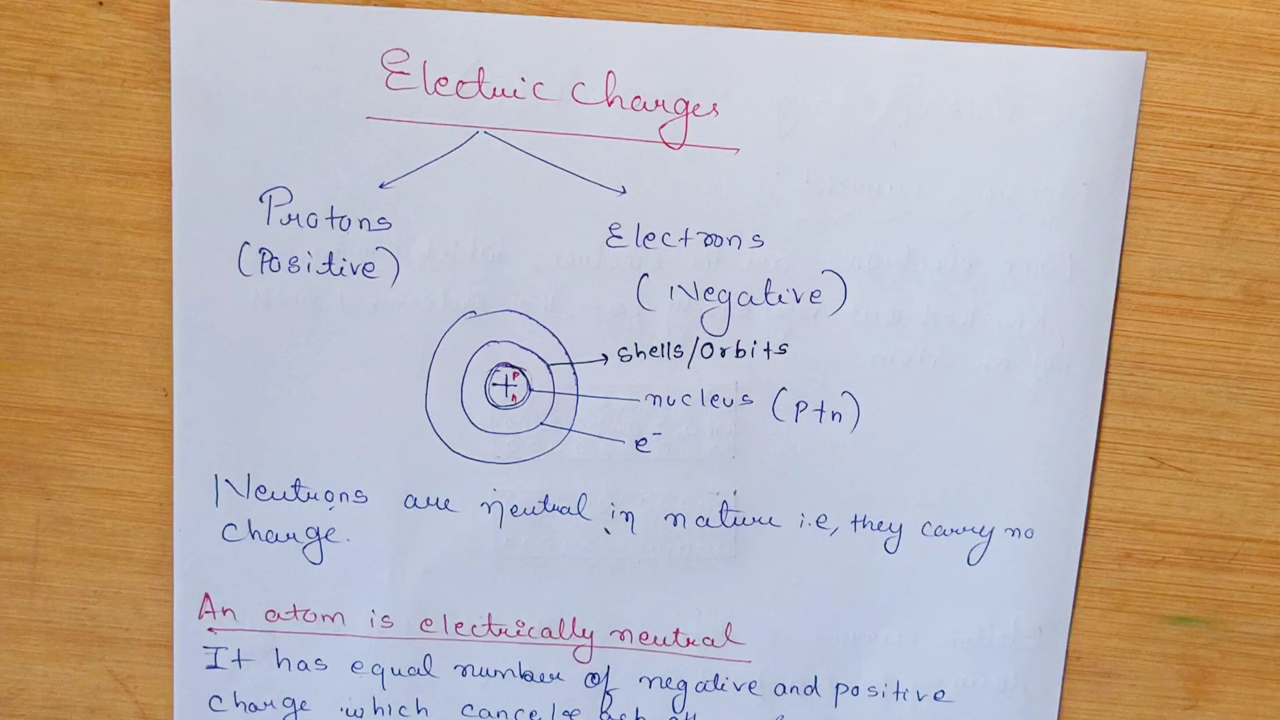 Electric Charges
Protons
(Positive)
Electrons
(Negative)
Shells/Orbits
+
P
n
nucleus (P+n)
e⁻
Neutrons are neutral in nature i.e, they carry no
charge.
An atom is electrically neutral
It has equal number of negative and positive
charge which